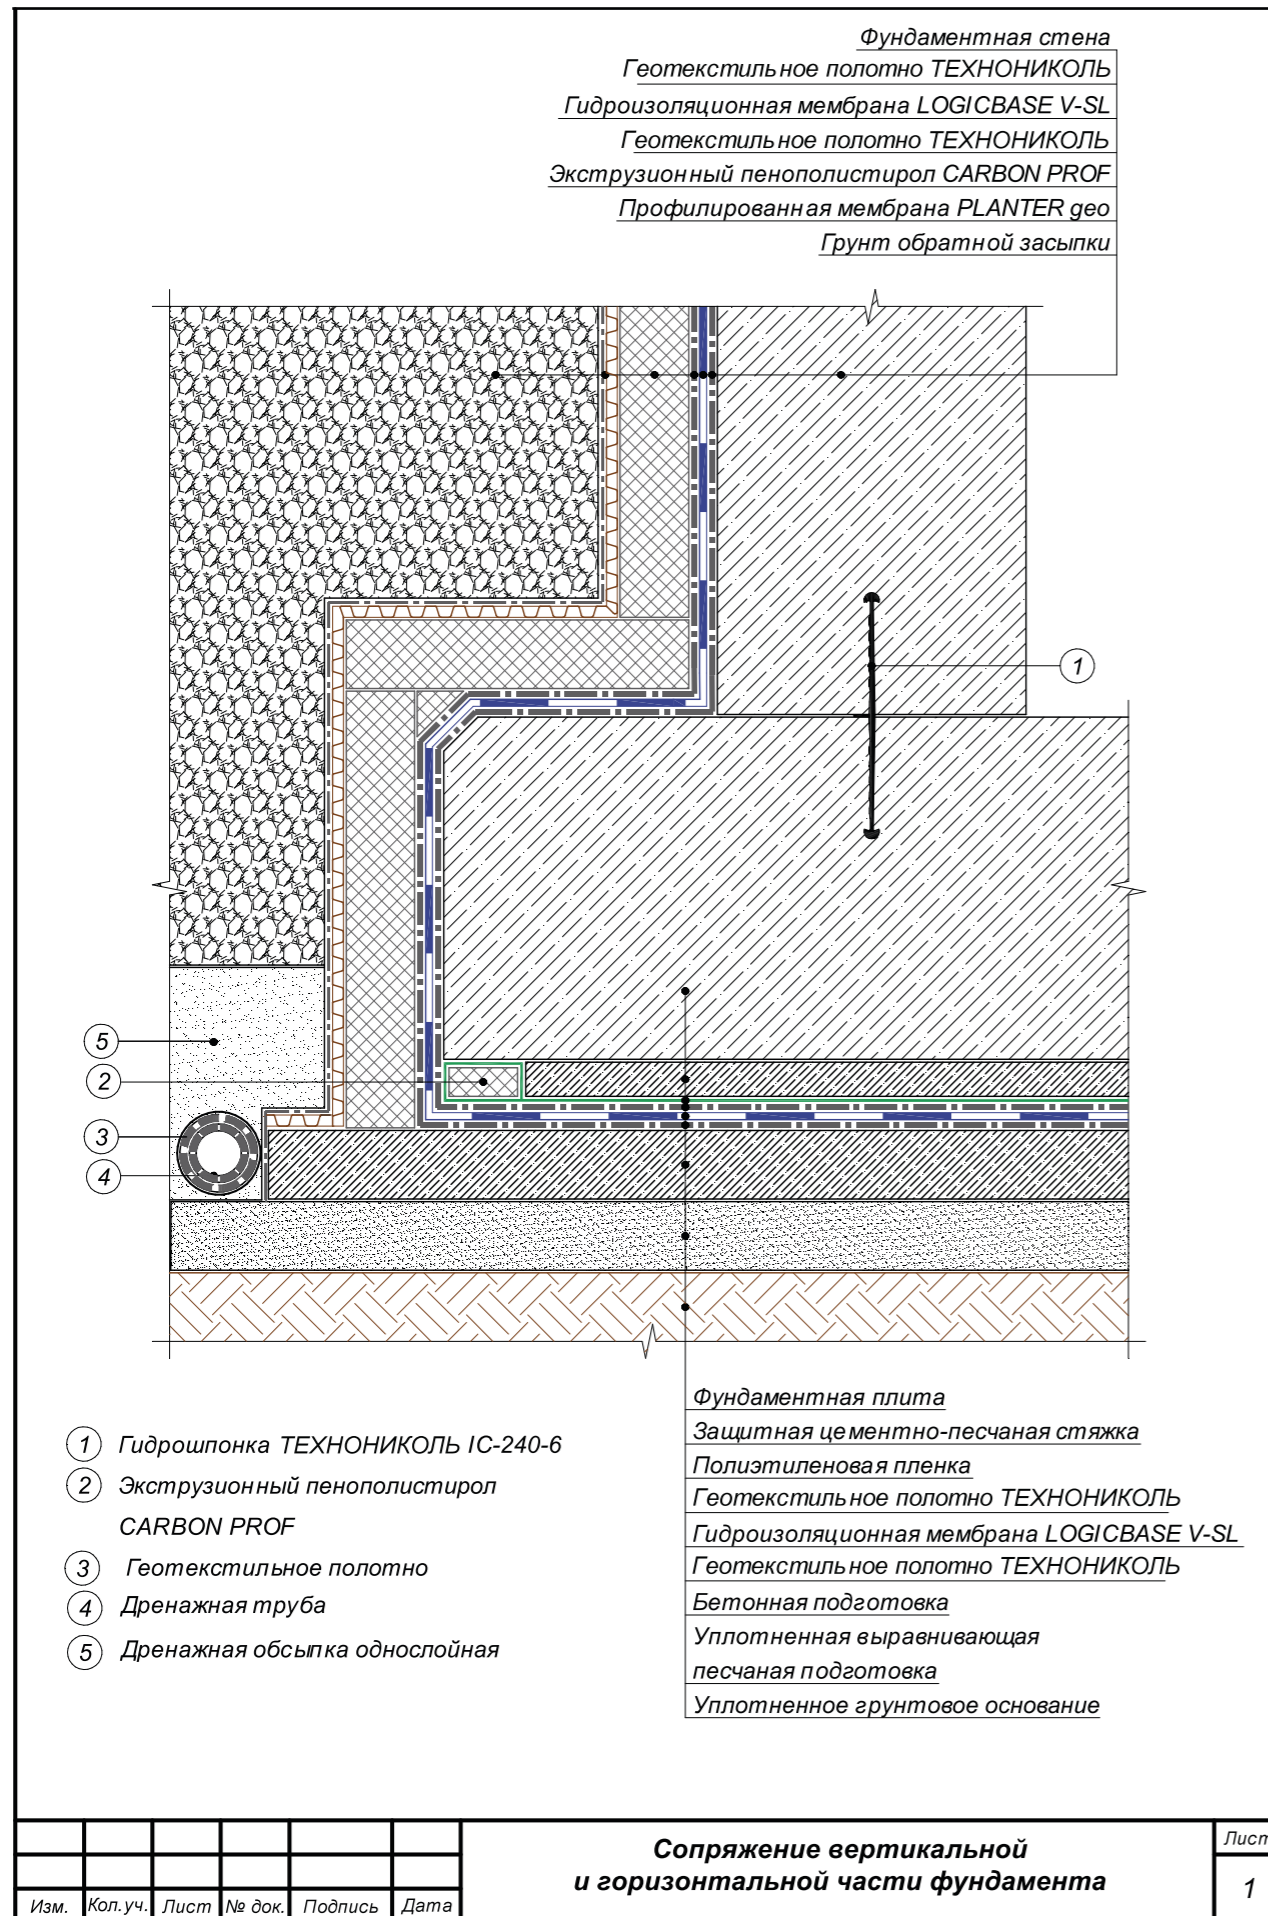 Фундаментная стена
Геотекстильное полотно ТЕХНОНИКОЛЬ
Гидроизоляционная мембрана LOGICBASE V-SL
Геотекстильное полотно ТЕХНОНИКОЛЬ
Экструзионный пенополистирол CARBON PROF
Профилированная мембрана PLANTER geo
Грунт обратной засыпки
1
5
2
3
4
Фундаментная плита
Защитная цементно-песчаная стяжка
Полиэтиленовая пленка
Геотекстильное полотно ТЕХНОНИКОЛЬ
Гидроизоляционная мембрана LOGICBASE V-SL
Геотекстильное полотно ТЕХНОНИКОЛЬ
Бетонная подготовка
Уплотненная выравнивающая
песчаная подготовка
Уплотненное грунтовое основание
1 Гидрошпонка ТЕХНОНИКОЛЬ IC-240-6
2 Экструзионный пенополистирол
CARBON PROF
3 Геотекстильное полотно
4 Дренажная труба
5 Дренажная обсыпка однослойная
Изм. Кол.уч. Лист № док. Подпись Дата
Сопряжение вертикальной
и горизонтальной части фундамента
Лист
1